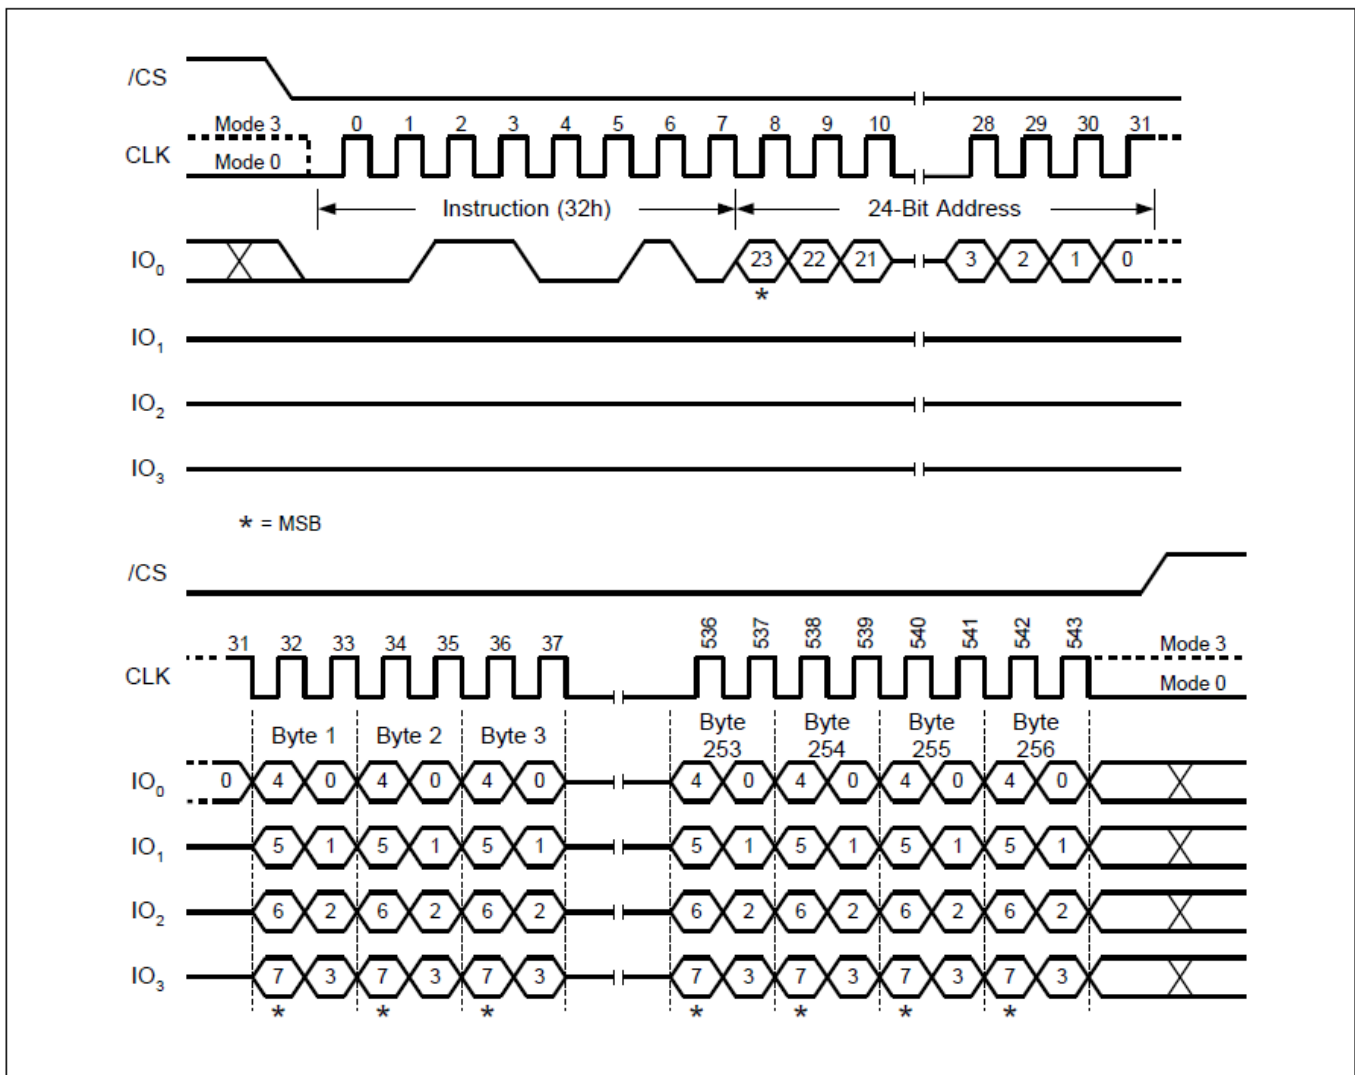 /CS
Mode 3 0 1 2 3 4 5 6 7 8 9 10 28 29 30 31
CLK
Mode 0
Instruction (32h) 24-Bit Address
IO0 23 22 21 3 2 1 0
*
IO1
IO2
IO3
* = MSB
/CS
31 32 33 34 35 36 37 536 537 538 539 540 541 542 543 Mode 3
CLK
Mode 0
Byte 1 Byte 2 Byte 3 Byte 253 Byte 254 Byte 255 Byte 256
IO0 0 4 0 4 0 4 0 4 0 4 0 4 0 4 0
IO1 5 1 5 1 5 1 5 1 5 1 5 1 5 1
IO2 6 2 6 2 6 2 6 2 6 2 6 2 6 2
IO3 7 3 7 3 7 3 7 3 7 3 7 3 7 3
* * * * * * *